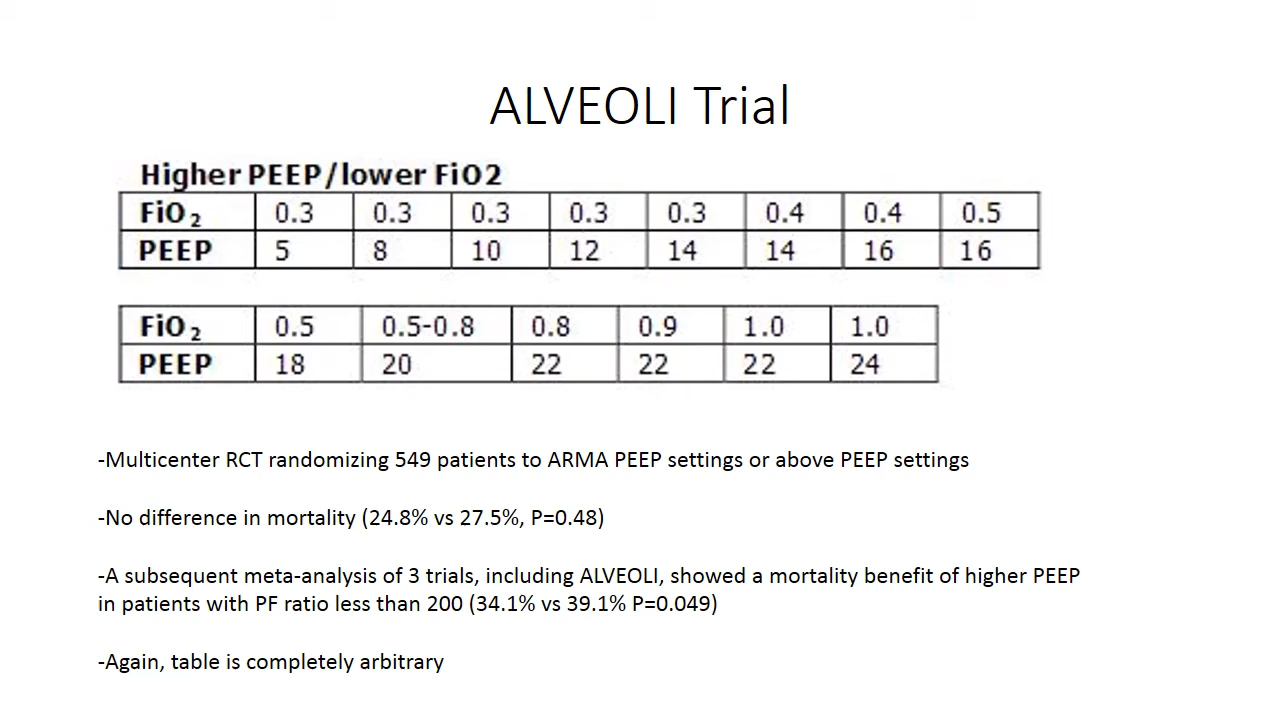 ALVEOLI Trial
Higher PEEP/lower FiO2
FiO₂ 0.3 0.3 0.3 0.3 0.3 0.4 0.4 0.5
PEEP 5 8 10 12 14 14 16 16
FiO₂ 0.5 0.5-0.8 0.8 0.9 1.0 1.0
PEEP 18 20 22 22 22 24
-Multicenter RCT randomizing 549 patients to ARMA PEEP settings or above PEEP settings
-No difference in mortality (24.8% vs 27.5%, P=0.48)
-A subsequent meta-analysis of 3 trials, including ALVEOLI, showed a mortality benefit of higher PEEP
in patients with PF ratio less than 200 (34.1% vs 39.1% P=0.049)
-Again, table is completely arbitrary